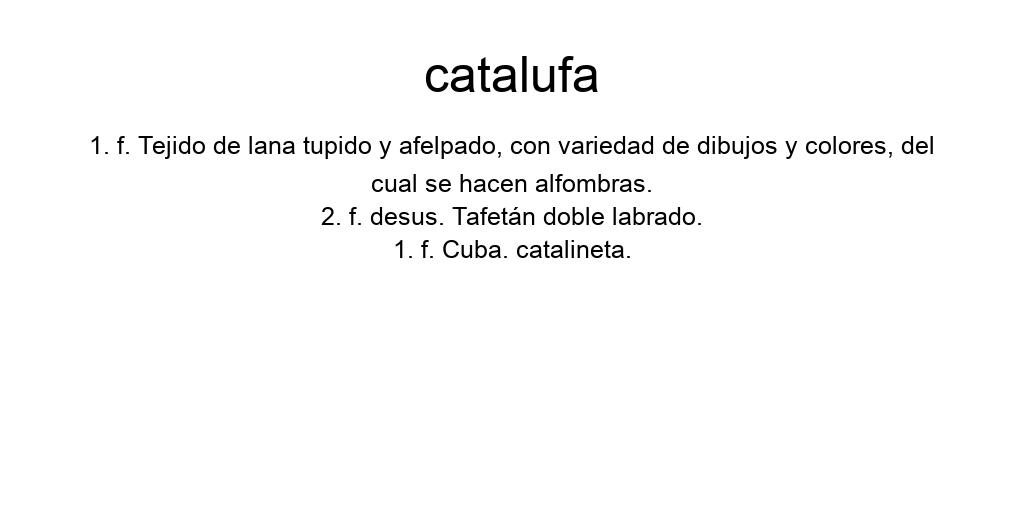 catalufa
1. f. Tejido de lana tupido y afelpado, con variedad de dibujos y colores, del
cual se hacen alfombras.
2. f. desus. Tafetán doble labrado.
1. f. Cuba. catalineta.